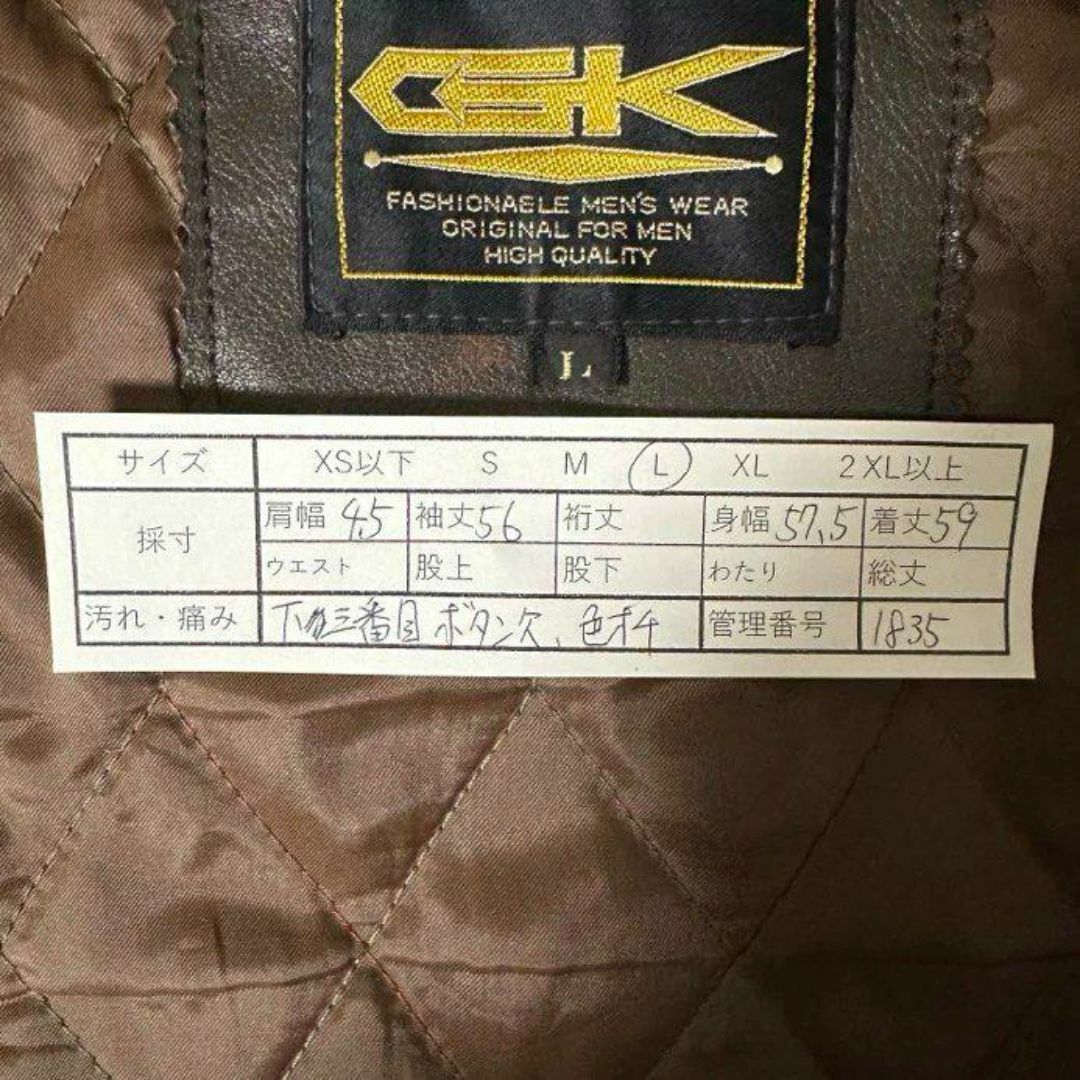 CSK
FASHIONABLE MEN'S WEAR
ORIGINAL FOR MEN
HIGH QUALITY
L
サイズ XS以下 S M L XL 2XL以上
採寸 肩幅 45 袖丈 56 裄丈 身幅 57,5 着丈 59
ウエスト 股上 股下 わたり 総丈
汚れ・痛み 下から三番目ボタン欠、色オチ 管理番号 1835